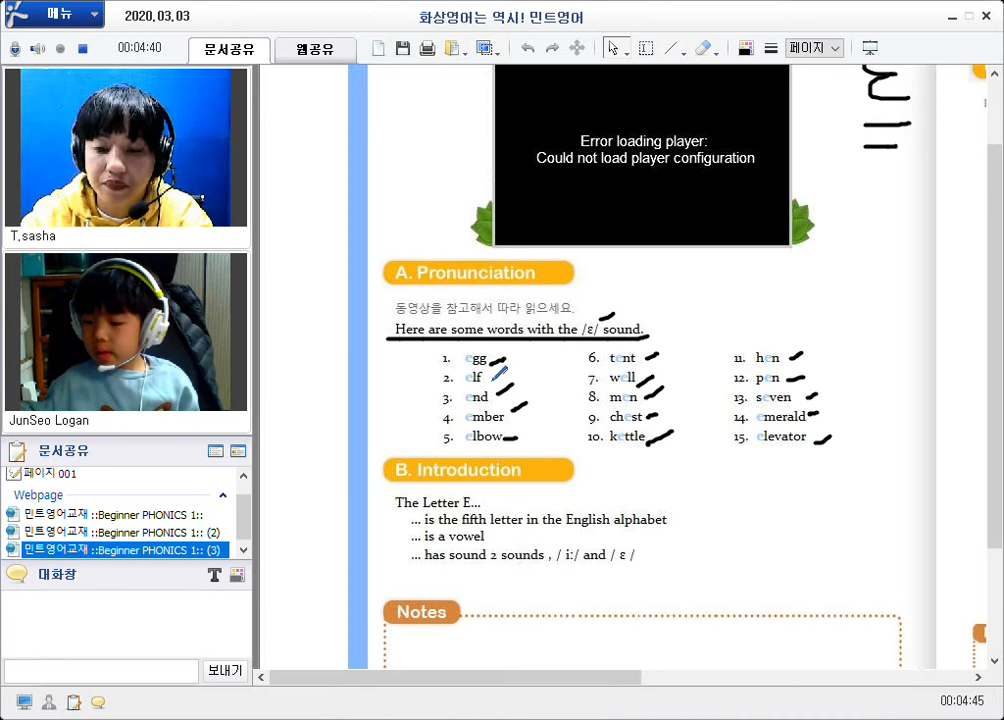 메뉴
2020,03,03
화상영어는 역시! 민트영어
00:04:40
문서공유
웹공유
페이지
T.sasha
JunSeo Logan
문서공유
페이지 001
Webpage
민트영어교재 ::Beginner PHONICS 1::
민트영어교재 ::Beginner PHONICS 1:: (2)
민트영어교재 ::Beginner PHONICS 1:: (3)
대화창
보내기
Error loading player:
Could not load player configuration
A. Pronunciation
동영상을 참고해서 따라 읽으세요.
Here are some words with the /ε/ sound.
1. egg
2. elf
3. end
4. ember
5. elbow
6. tent
7. well
8. men
9. chest
10. kettle
11. hen
12. pen
13. seven
14. emerald
15. elevator
B. Introduction
The Letter E...
... is the fifth letter in the English alphabet
... is a vowel
... has sound 2 sounds , / i:/ and / ε /
Notes
00:04:45